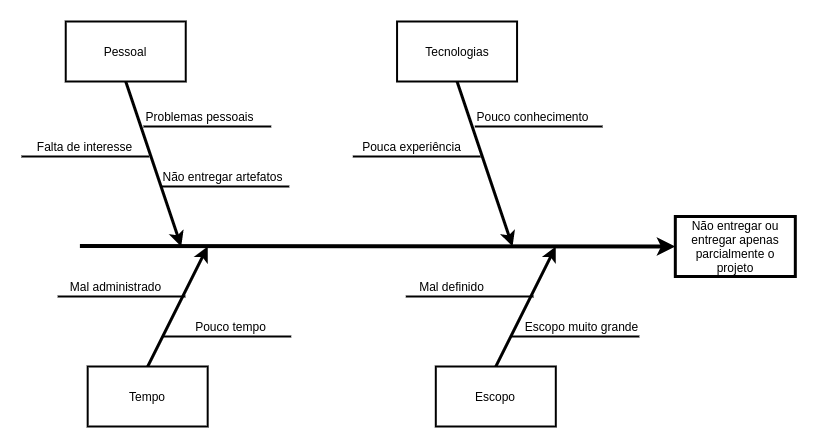 Pessoal
Tecnologias
Problemas pessoais
Pouco conhecimento
Falta de interesse
Pouca experiência
Não entregar artefatos
Não entregar ou
entregar apenas
parcialmente o
projeto
Mal administrado
Mal definido
Pouco tempo
Escopo muito grande
Tempo
Escopo